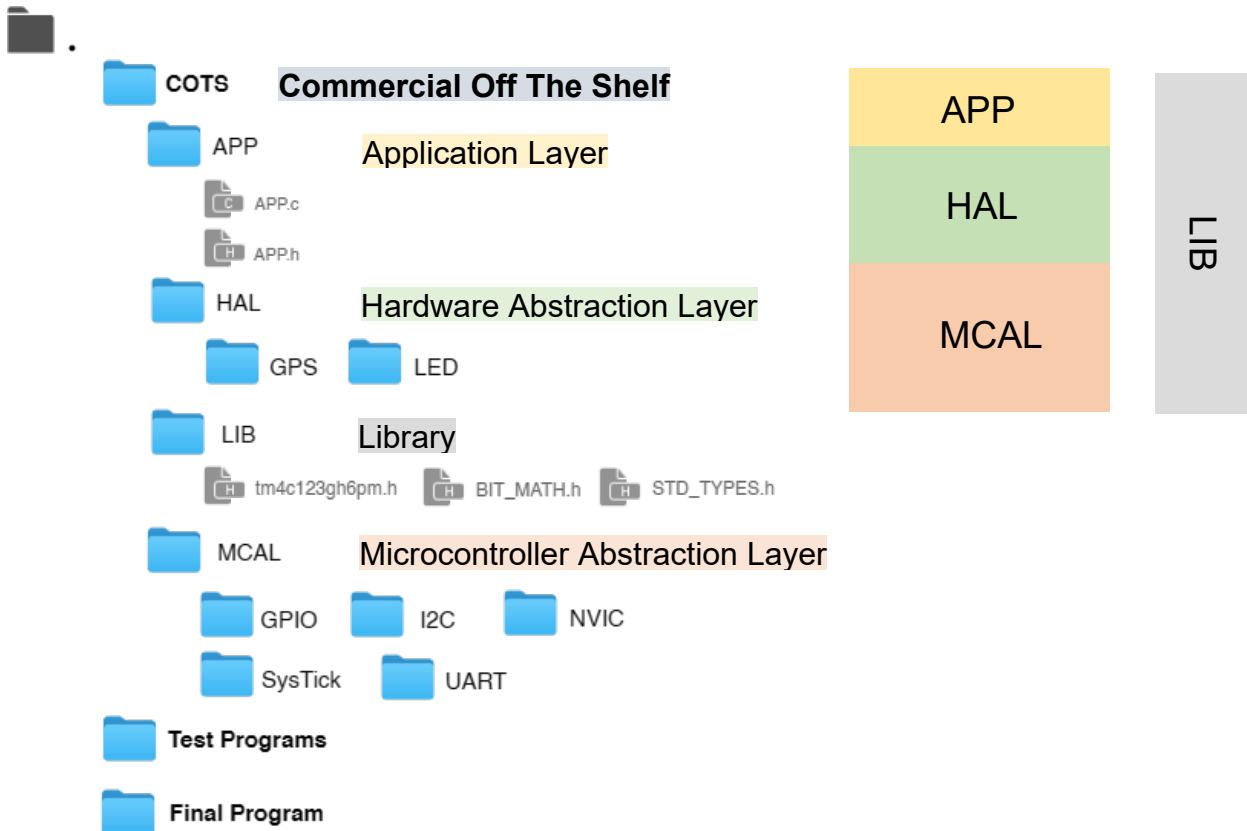 .
COTS Commercial Off The Shelf
APP Application Layer
C APP.c
H APP.h
HAL Hardware Abstraction Layer
GPS LED
LIB Library
H tm4c123gh6pm.h H BIT_MATH.h H STD_TYPES.h
MCAL Microcontroller Abstraction Layer
GPIO I2C NVIC
SysTick UART
Test Programs
Final Program
APP
HAL
MCAL
LIB